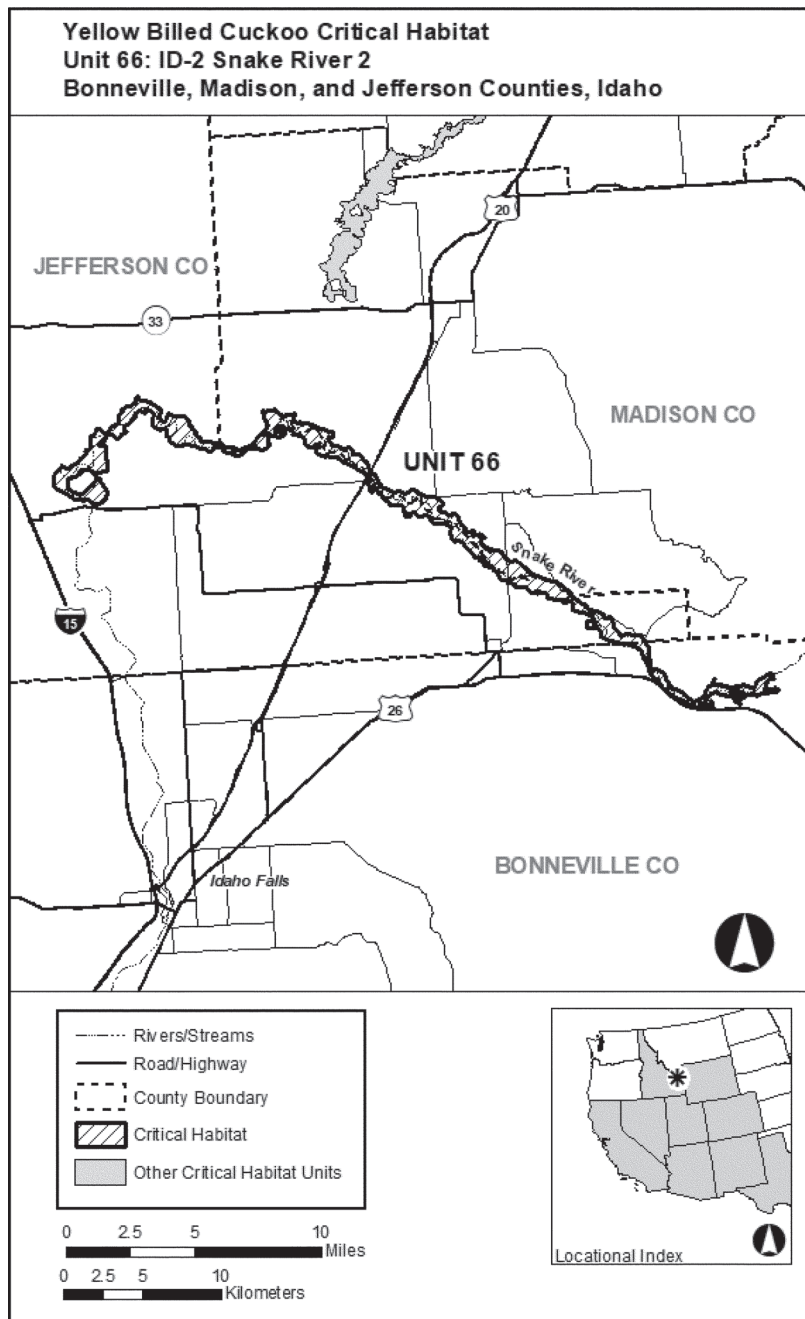 Yellow Billed Cuckoo Critical Habitat
Unit 66: ID-2 Snake River 2
Bonneville, Madison, and Jefferson Counties, Idaho
20
JEFFERSON CO
33
MADISON CO
UNIT 66
Snake River
15
26
BONNEVILLE CO
Idaho Falls
Rivers/Streams
Road/Highway
County Boundary
Critical Habitat
Other Critical Habitat Units
0 2.5 5 10
Miles
0 2.5 5 10
Kilometers
Locational Index